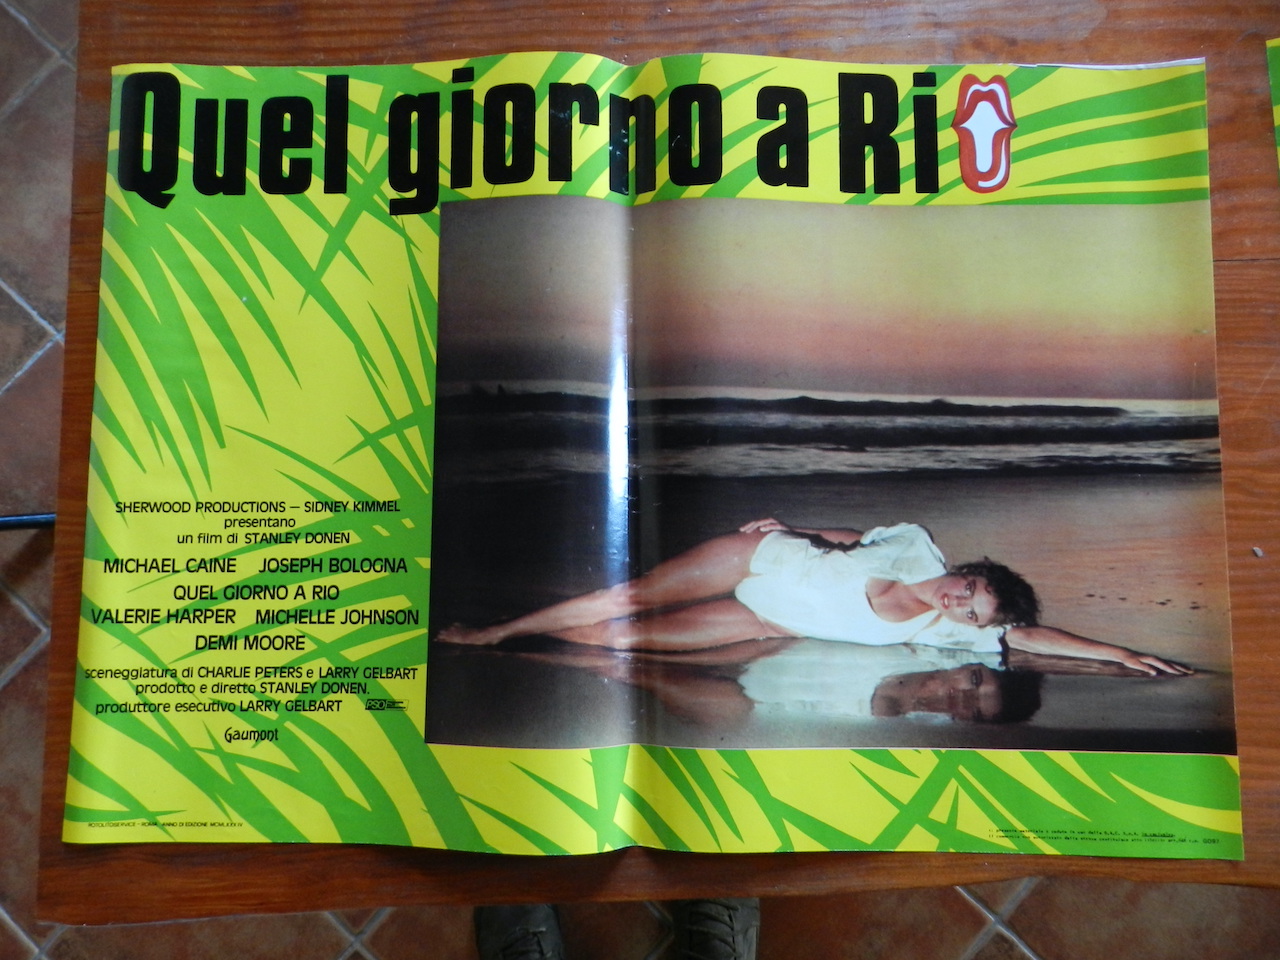 Quel giorno a Rio
SHERWOOD PRODUCTIONS – SIDNEY KIMMEL
presentano
un film di STANLEY DONEN
MICHAEL CAINE JOSEPH BOLOGNA
QUEL GIORNO A RIO
VALERIE HARPER MICHELLE JOHNSON
DEMI MOORE
sceneggiatura di CHARLIE PETERS e LARRY GELBART
prodotto e diretto STANLEY DONEN.
produttore esecutivo LARRY GELBART PSO
Gaumont
ROTOLITOSERVICE - ROMA ANNO DI EDIZIONE MCMLXXXIV